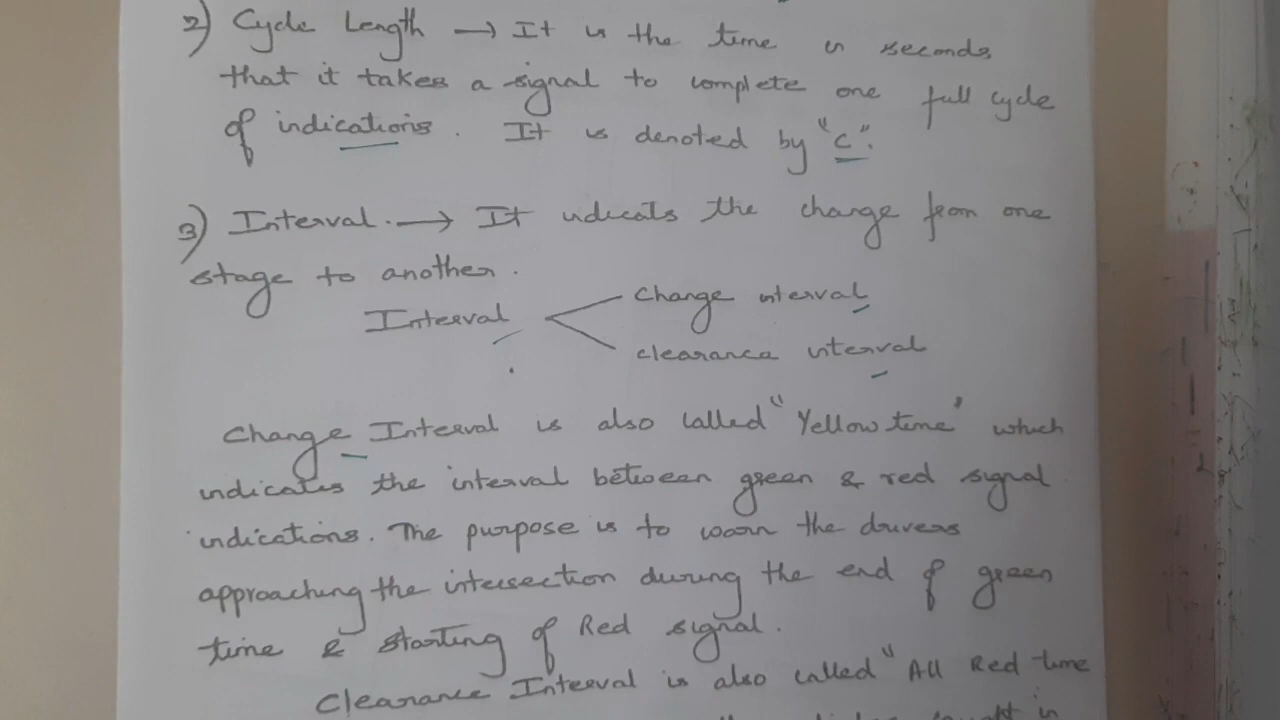 2) Cycle Length → It is the time in seconds
that it takes a signal to complete one full cycle
of indications. It is denoted by "C".
3) Interval. → It indicats the change from one
stage to another.
Interval
Change interval
clearance interval
Change Interval is also called "Yellow time" which
indicates the interval between green & red signal
indications. The purpose is to warn the drivers
approaching the intersection during the end of green
time & starting of Red signal.
Clearance Interval is also called "All Red time
in